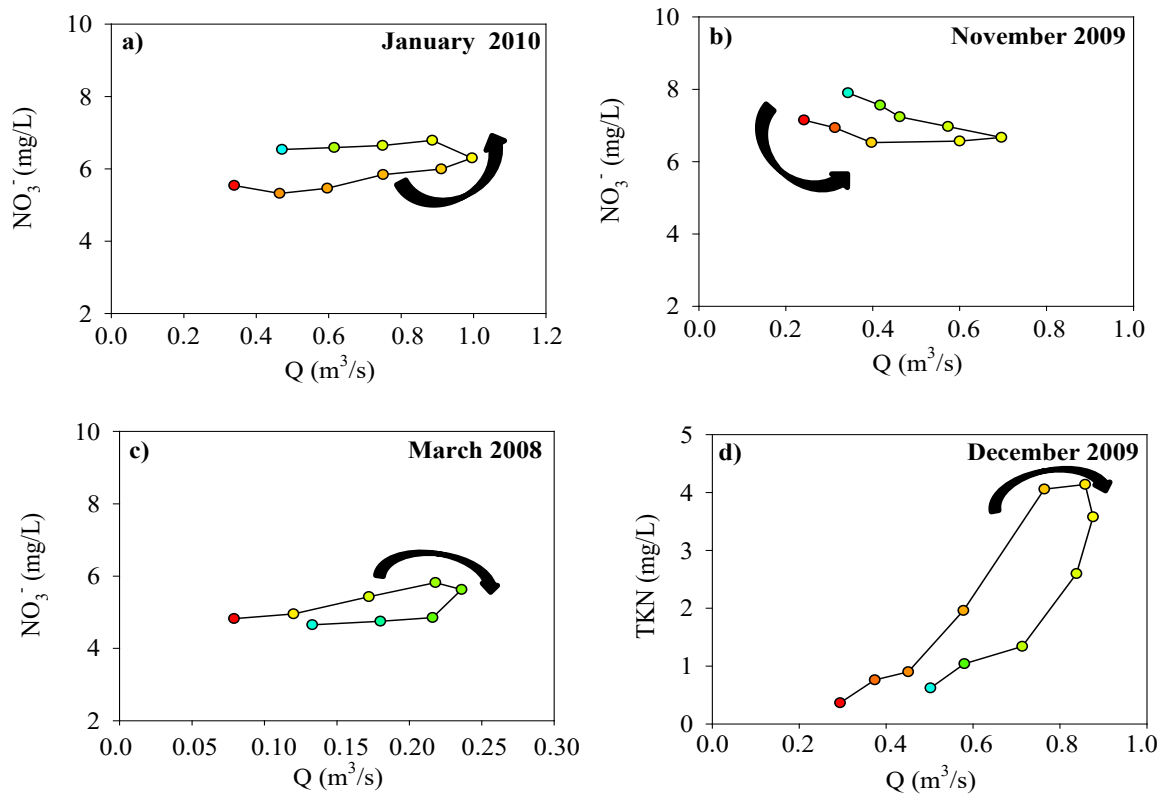 a) January 2010
10
8
6
4
2
NO₃⁻ (mg/L)
0.0 0.2 0.4 0.6 0.8 1.0 1.2
Q (m³/s)
b) November 2009
10
8
6
4
2
NO₃⁻ (mg/L)
0.0 0.2 0.4 0.6 0.8 1.0
Q (m³/s)
c) March 2008
10
8
6
4
2
NO₃⁻ (mg/L)
0.0 0.05 0.10 0.15 0.20 0.25 0.30
Q (m³/s)
d) December 2009
5
4
3
2
1
0
TKN (mg/L)
0.0 0.2 0.4 0.6 0.8 1.0
Q (m³/s)